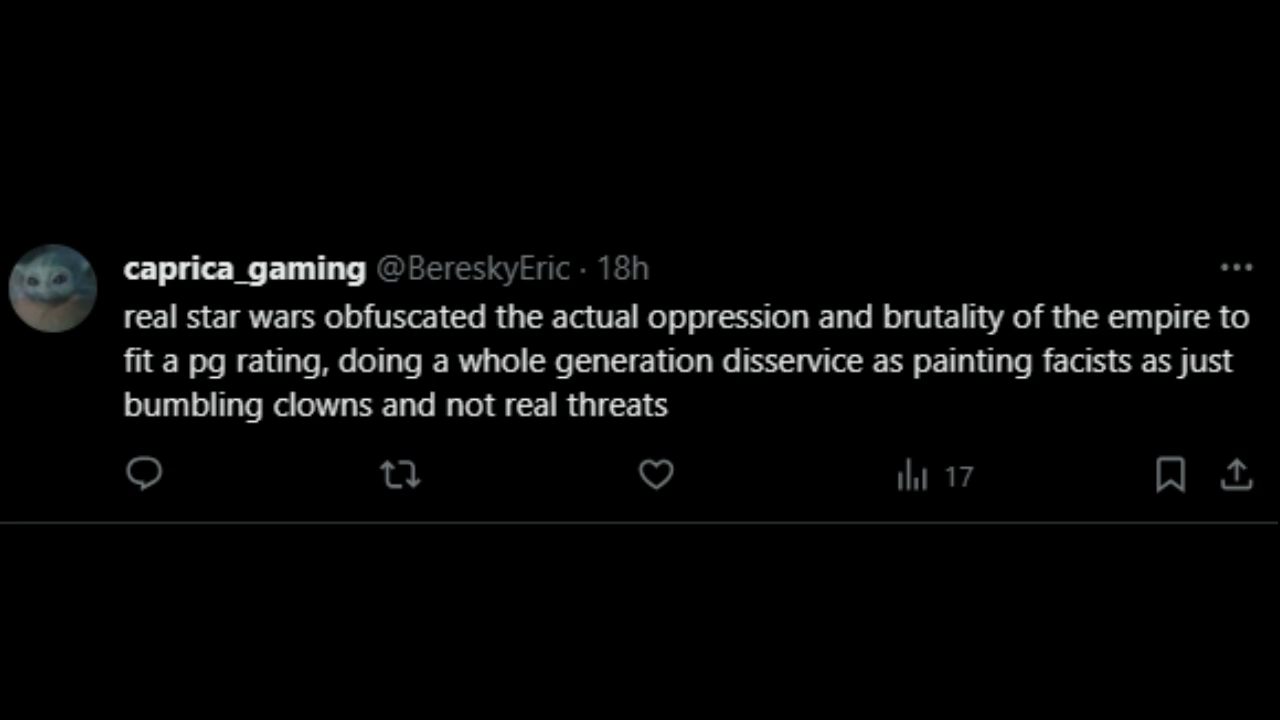 caprica_gaming @BereskyEric · 18h
real star wars obfuscated the actual oppression and brutality of the empire to
fit a pg rating, doing a whole generation disservice as painting facists as just
bumbling clowns and not real threats
17